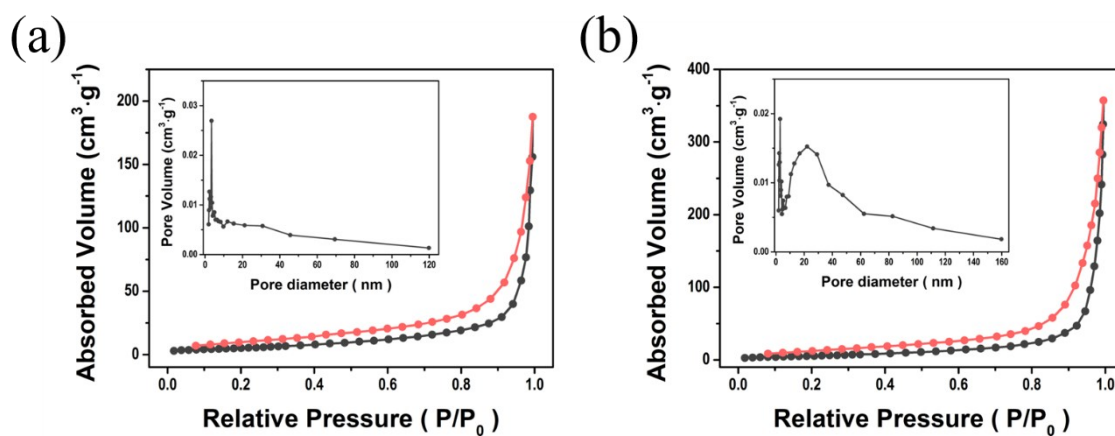 (a)
Absorbed Volume (cm³·g⁻¹)
200
150
100
50
0
0.0 0.2 0.4 0.6 0.8 1.0
Relative Pressure ( P/P₀ )
Pore Volume (cm³·g⁻¹)
0.03
0.02
0.01
0.00
0 20 40 60 80 100 120
Pore diameter ( nm )
(b)
Absorbed Volume (cm³·g⁻¹)
400
300
200
100
0
0.0 0.2 0.4 0.6 0.8 1.0
Relative Pressure ( P/P₀ )
Pore Volume (cm³·g⁻¹)
0.02
0.01
0.00
0 20 40 60 80 100 120 140 160
Pore diameter ( nm )